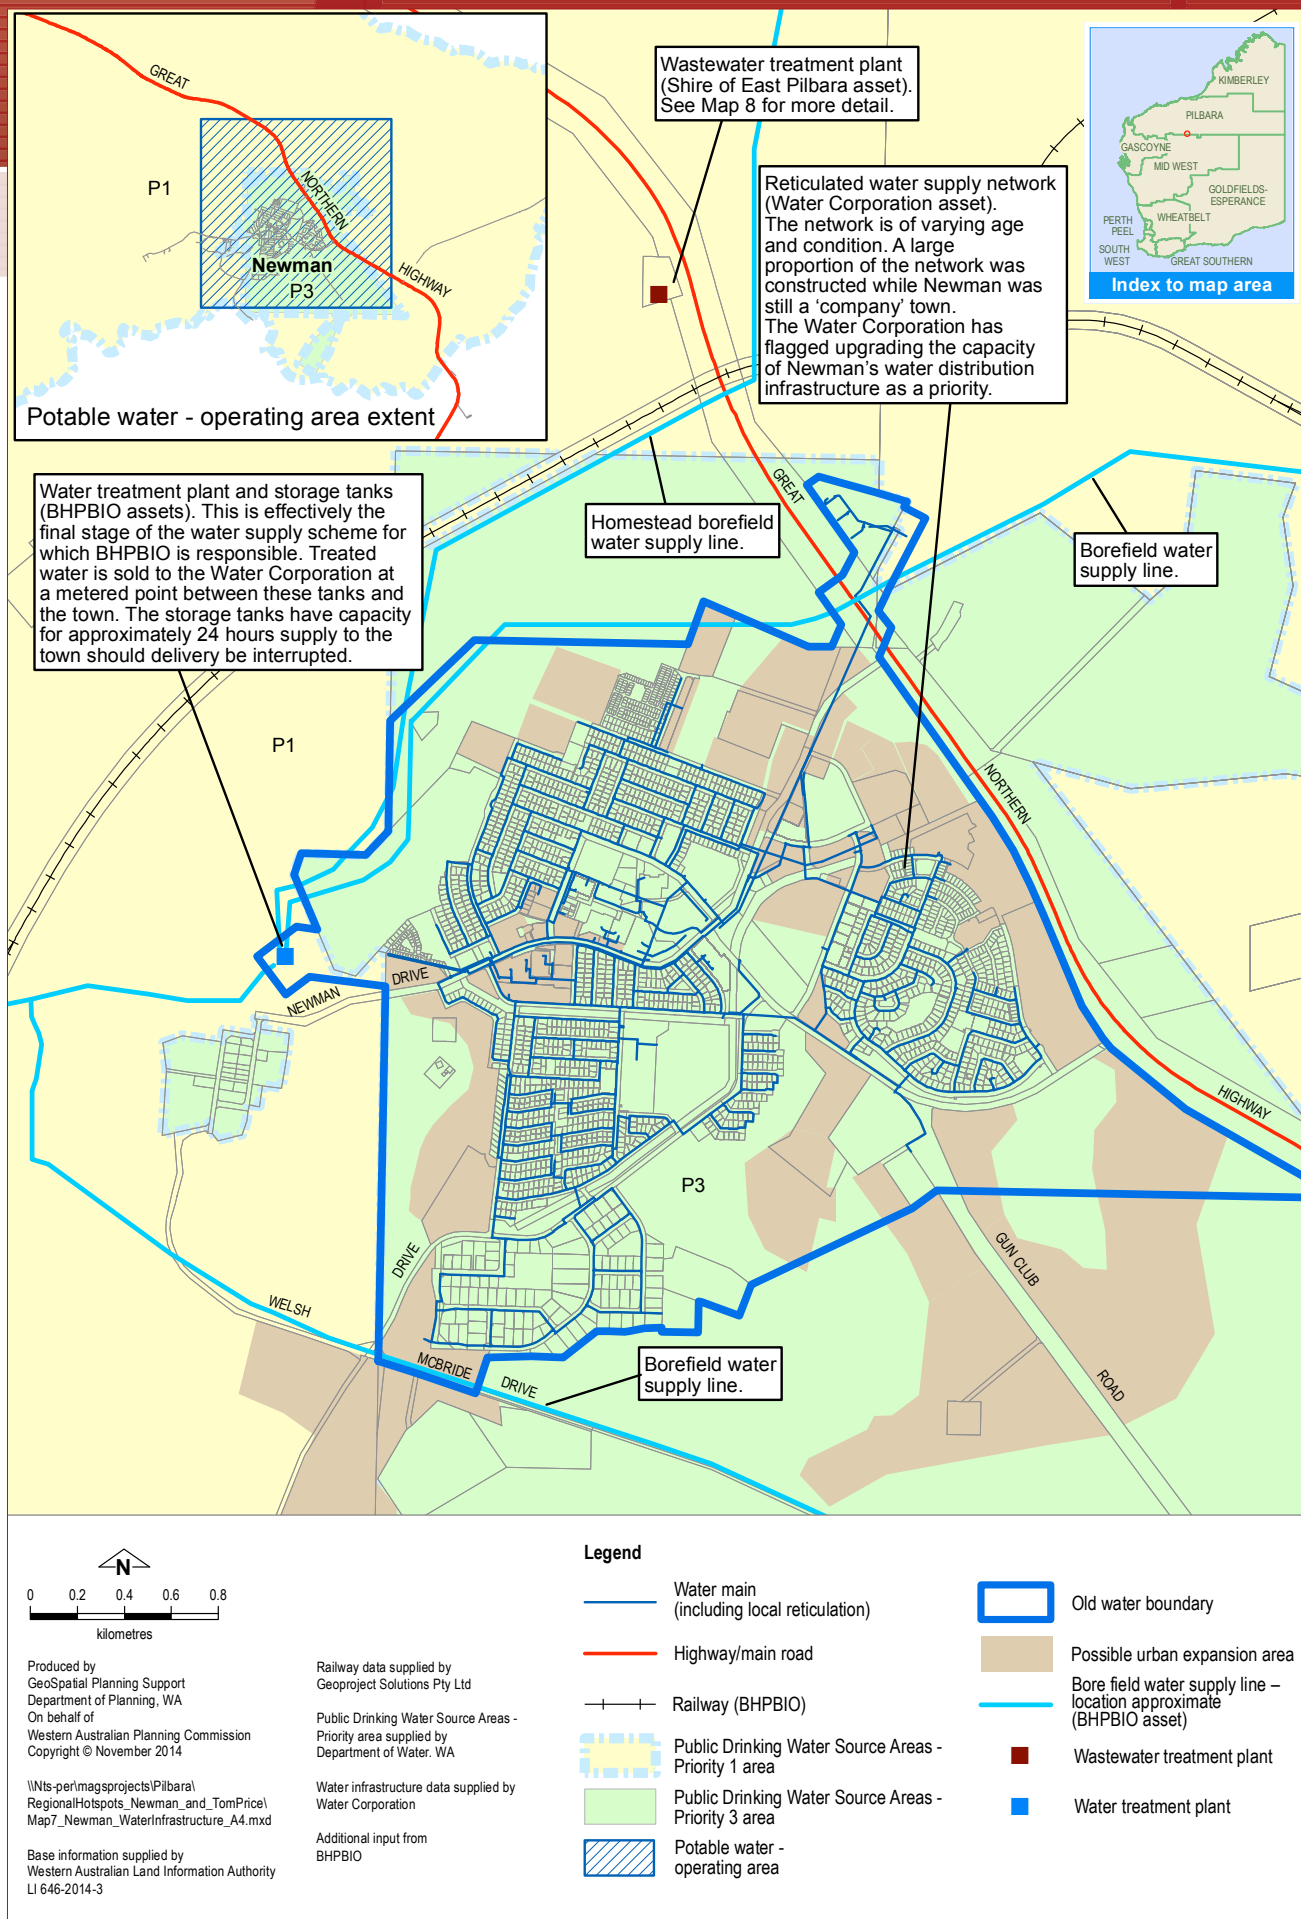 GREAT
NORTHERN
HIGHWAY
P1
Newman
P3
Potable water - operating area extent
Wastewater treatment plant
(Shire of East Pilbara asset).
See Map 8 for more detail.
Reticulated water supply network
(Water Corporation asset).
The network is of varying age
and condition. A large
proportion of the network was
constructed while Newman was
still a ‘company’ town.
The Water Corporation has
flagged upgrading the capacity
of Newman’s water distribution
infrastructure as a priority.
KIMBERLEY
PILBARA
GASCOYNE
MID WEST
GOLDFIELDS-
ESPERANCE
PERTH
PEEL
WHEATBELT
SOUTH
WEST
GREAT SOUTHERN
Index to map area
Water treatment plant and storage tanks
(BHPBIO assets). This is effectively the
final stage of the water supply scheme for
which BHPBIO is responsible. Treated
water is sold to the Water Corporation at
a metered point between these tanks and
the town. The storage tanks have capacity
for approximately 24 hours supply to the
town should delivery be interrupted.
Homestead borefield
water supply line.
Borefield water
supply line.
GREAT
NORTHERN
HIGHWAY
P1
NEWMAN
DRIVE
P3
DRIVE
WELSH
MCBRIDE
DRIVE
GUN CLUB
ROAD
Borefield water
supply line.
N
0 0.2 0.4 0.6 0.8
kilometres
Produced by
GeoSpatial Planning Support
Department of Planning, WA
On behalf of
Western Australian Planning Commission
Copyright © November 2014
\\Nts-per\magsprojects\Pilbara\
RegionalHotspots_Newman_and_TomPrice\
Map7_Newman_WaterInfrastructure_A4.mxd
Base information supplied by
Western Australian Land Information Authority
LI 646-2014-3
Railway data supplied by
Geoproject Solutions Pty Ltd
Public Drinking Water Source Areas -
Priority area supplied by
Department of Water. WA
Water infrastructure data supplied by
Water Corporation
Additional input from
BHPBIO
Legend
Water main
(including local reticulation)
Highway/main road
Railway (BHPBIO)
Public Drinking Water Source Areas -
Priority 1 area
Public Drinking Water Source Areas -
Priority 3 area
Potable water -
operating area
Old water boundary
Possible urban expansion area
Bore field water supply line –
location approximate
(BHPBIO asset)
Wastewater treatment plant
Water treatment plant